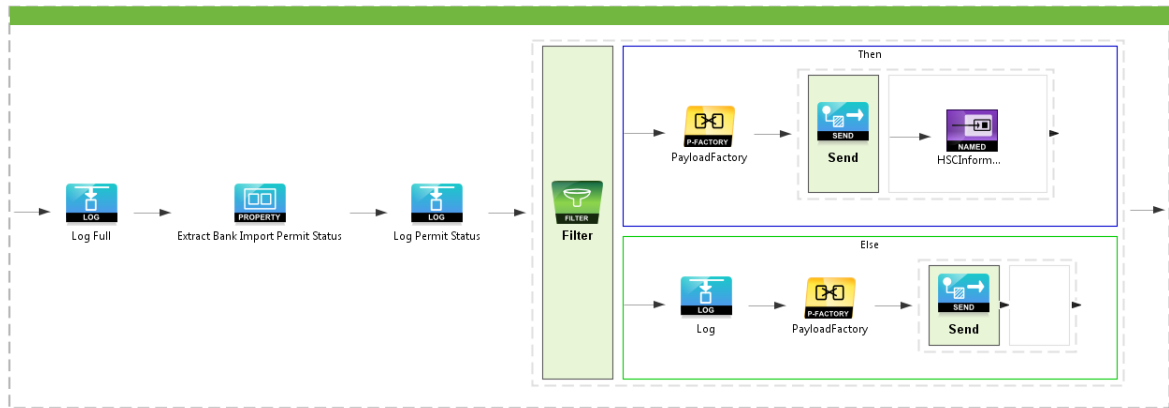 LOG
Log Full
PROPERTY
Extract Bank Import Permit Status
LOG
Log Permit Status
FILTER
Filter
Then
P-FACTORY
PayloadFactory
SEND
Send
NAMED
HSCInform...
Else
LOG
Log
P-FACTORY
PayloadFactory
SEND
Send